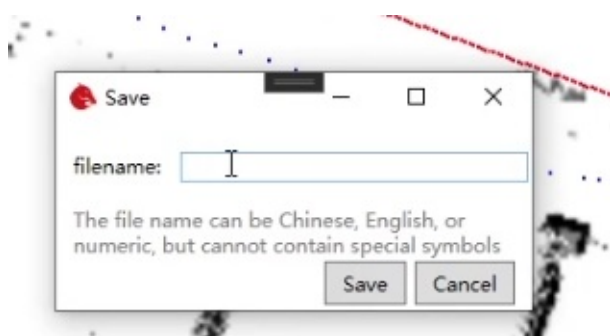 Save
filename:
The file name can be Chinese, English, or
numeric, but cannot contain special symbols
Save Cancel